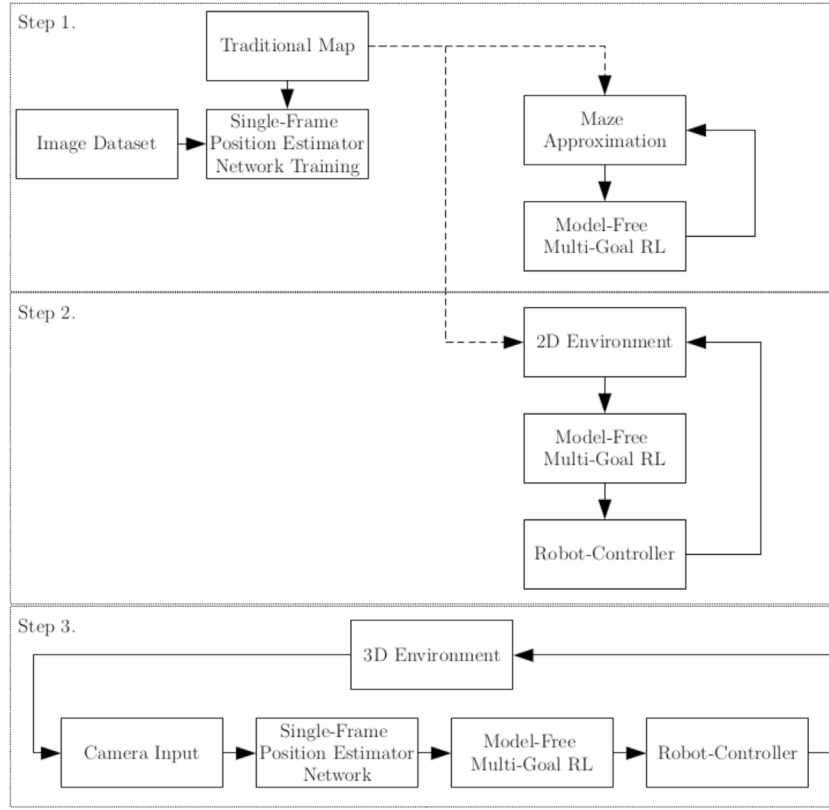 Step 1.
Traditional Map
Image Dataset
Single-Frame
Position Estimator
Network Training
Maze
Approximation
Model-Free
Multi-Goal RL
Step 2.
2D Environment
Model-Free
Multi-Goal RL
Robot-Controller
Step 3.
3D Environment
Camera Input
Single-Frame
Position Estimator
Network
Model-Free
Multi-Goal RL
Robot-Controller